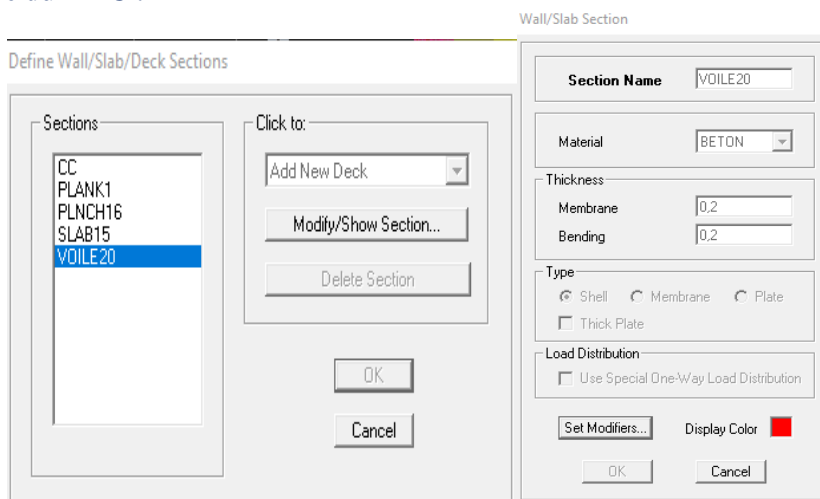 Define Wall/Slab/Deck Sections
Sections
CC
PLANK1
PLNCH16
SLAB15
VOILE20
Click to:
Add New Deck
Modify/Show Section...
Delete Section
OK
Cancel
Wall/Slab Section
Section Name VOILE20
Material BETON
Thickness
Membrane 0,2
Bending 0,2
Type
Shell Membrane Plate
Thick Plate
Load Distribution
Use Special One-Way Load Distribution
Set Modifiers... Display Color
OK Cancel